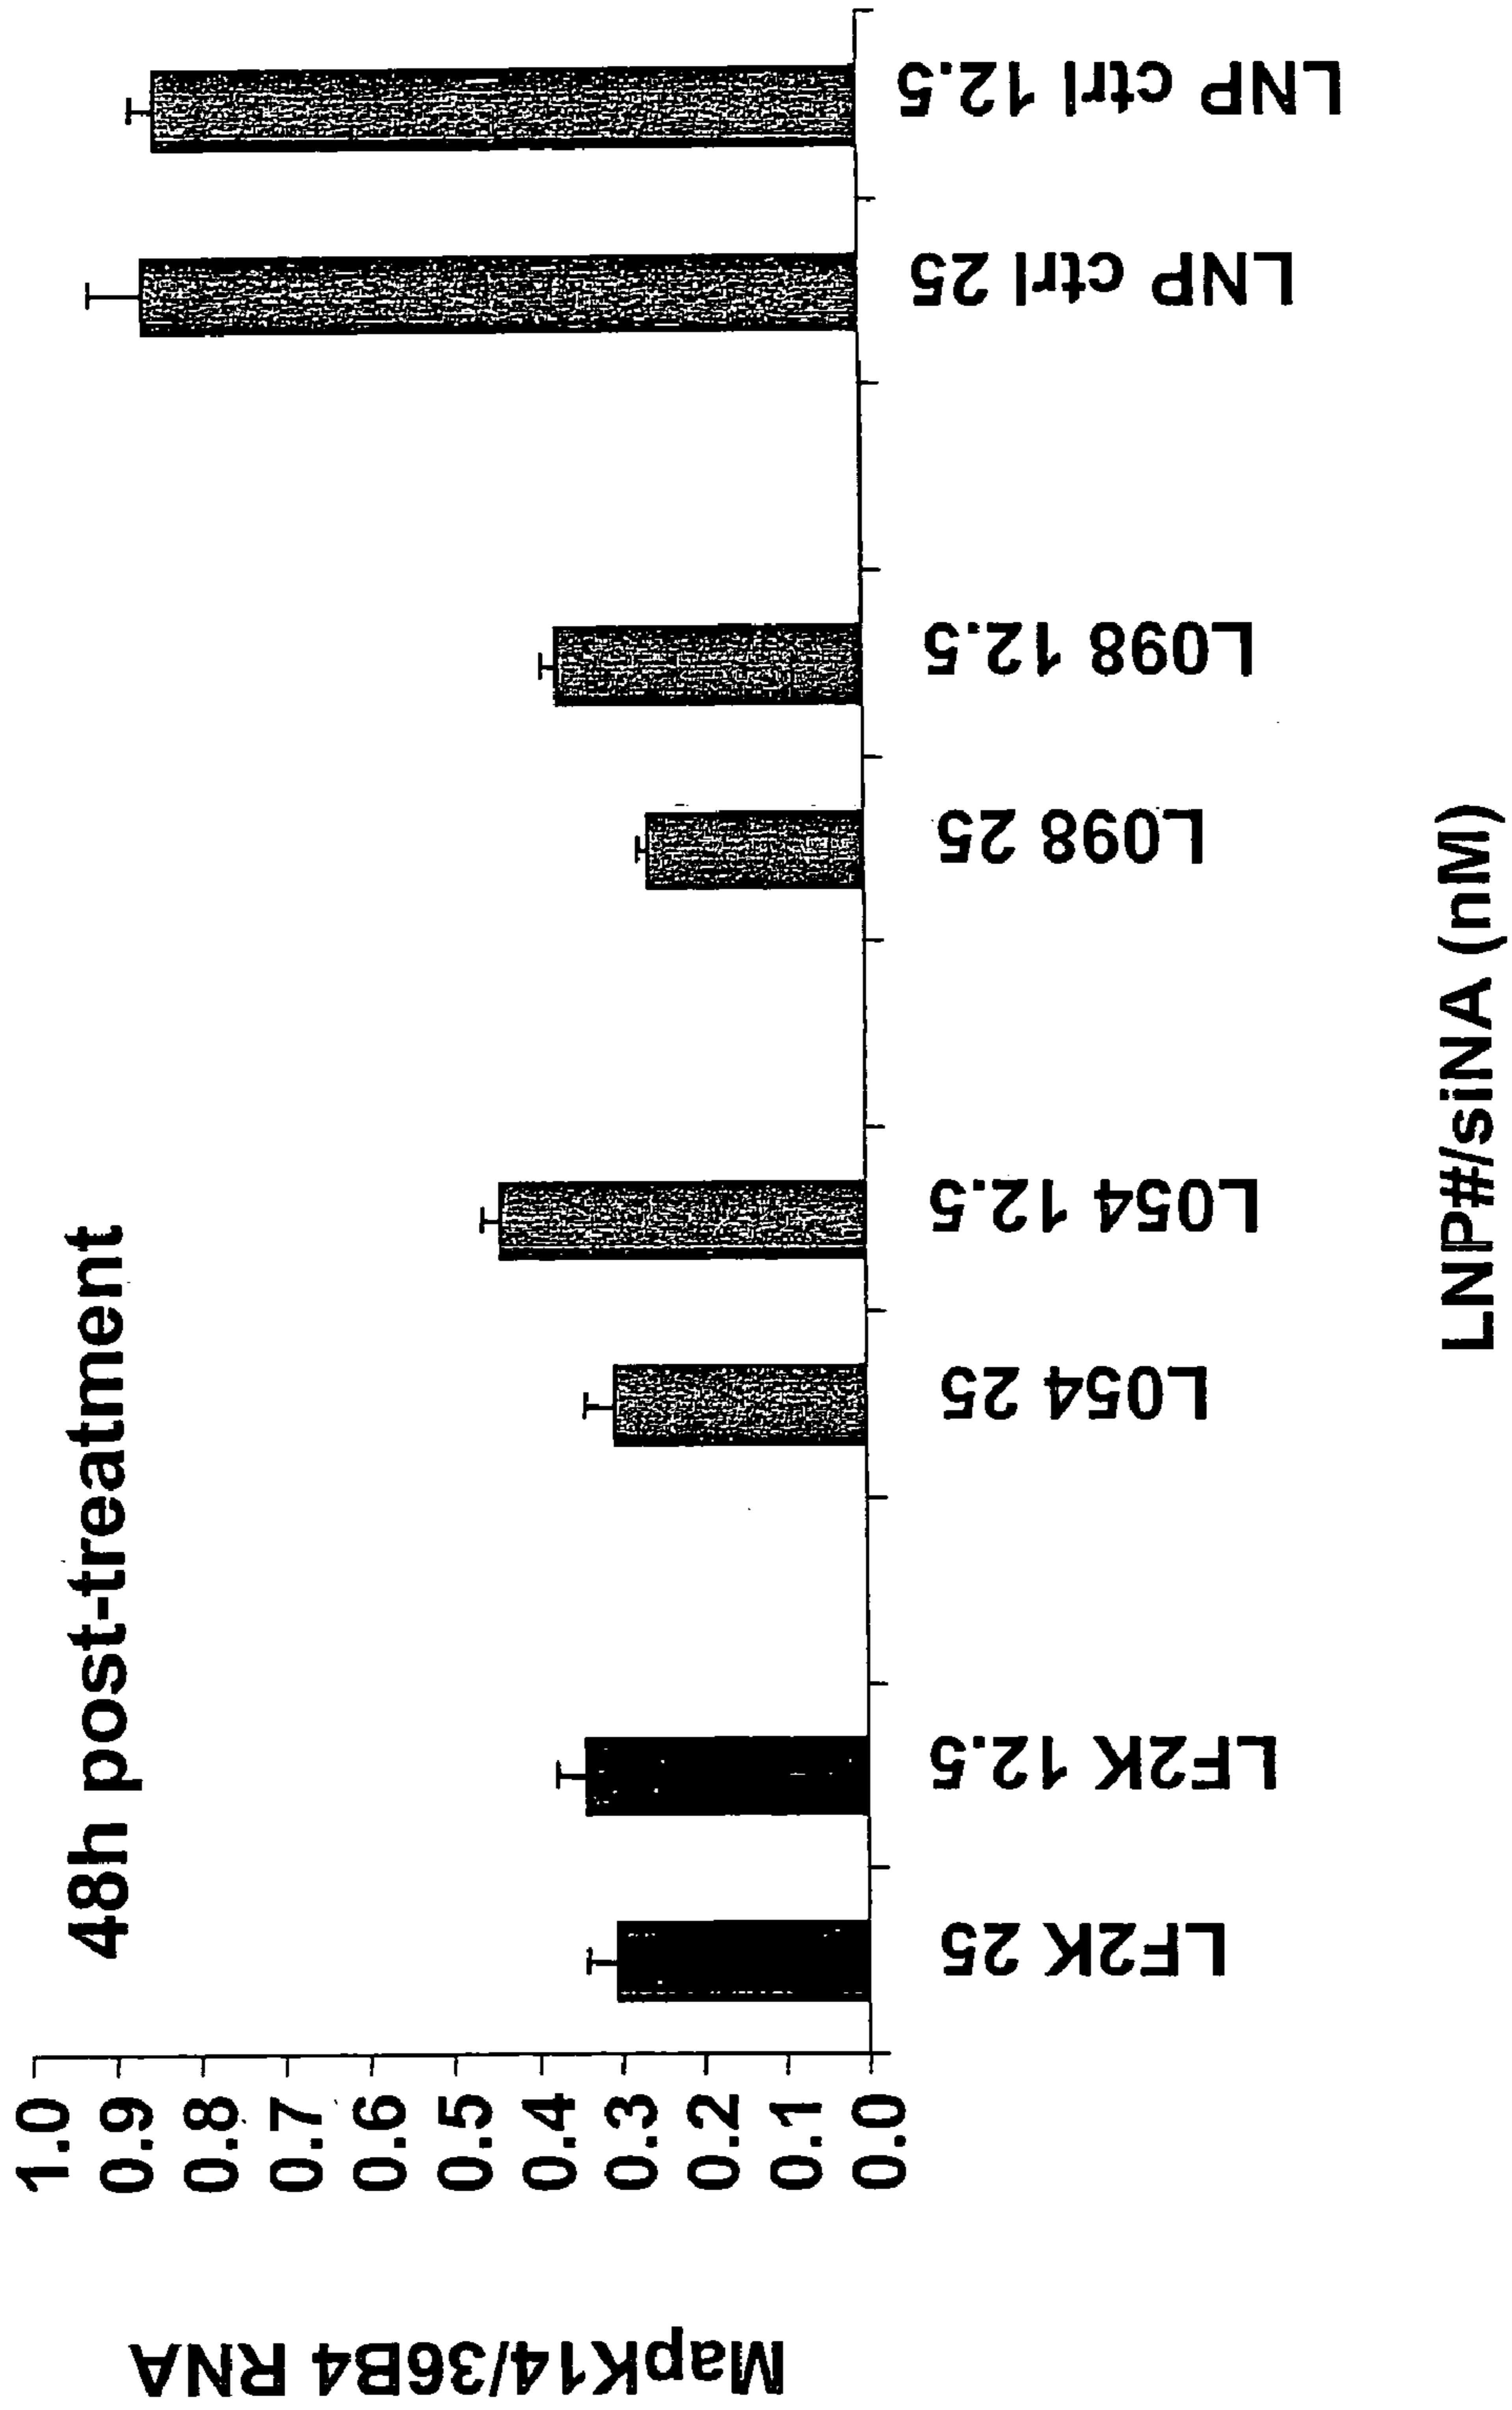 48h post-treatment
MapK14/36B4 RNA
1.0
0.9
0.8
0.7
0.6
0.5
0.4
0.3
0.2
0.1
0.0
LF2K 25
LF2K 12.5
L054 25
L054 12.5
L098 25
L098 12.5
LNP ctrl 25
LNP ctrl 12.5
LNP#/siNA (nM)